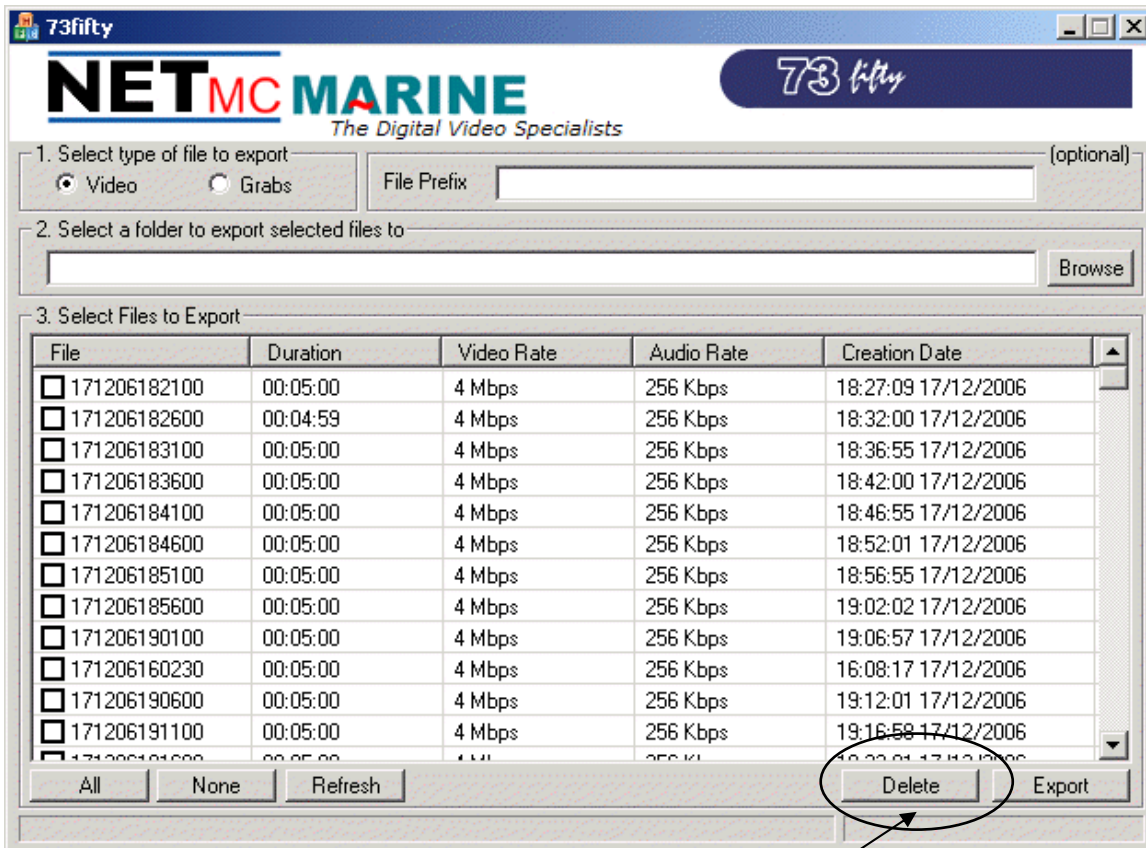 73fifty
NETMC MARINE
73 fifty
The Digital Video Specialists
1. Select type of file to export
(optional)
Video Grabs File Prefix
2. Select a folder to export selected files to
Browse
3. Select Files to Export
File Duration Video Rate Audio Rate Creation Date
171206182100 00:05:00 4 Mbps 256 Kbps 18:27:09 17/12/2006
171206182600 00:04:59 4 Mbps 256 Kbps 18:32:00 17/12/2006
171206183100 00:05:00 4 Mbps 256 Kbps 18:36:55 17/12/2006
171206183600 00:05:00 4 Mbps 256 Kbps 18:42:00 17/12/2006
171206184100 00:05:00 4 Mbps 256 Kbps 18:46:55 17/12/2006
171206184600 00:05:00 4 Mbps 256 Kbps 18:52:01 17/12/2006
171206185100 00:05:00 4 Mbps 256 Kbps 18:56:55 17/12/2006
171206185600 00:05:00 4 Mbps 256 Kbps 19:02:02 17/12/2006
171206190100 00:05:00 4 Mbps 256 Kbps 19:06:57 17/12/2006
171206160230 00:05:00 4 Mbps 256 Kbps 16:08:17 17/12/2006
171206190600 00:05:00 4 Mbps 256 Kbps 19:12:01 17/12/2006
171206191100 00:05:00 4 Mbps 256 Kbps 19:16:58 17/12/2006
All None Refresh Delete Export